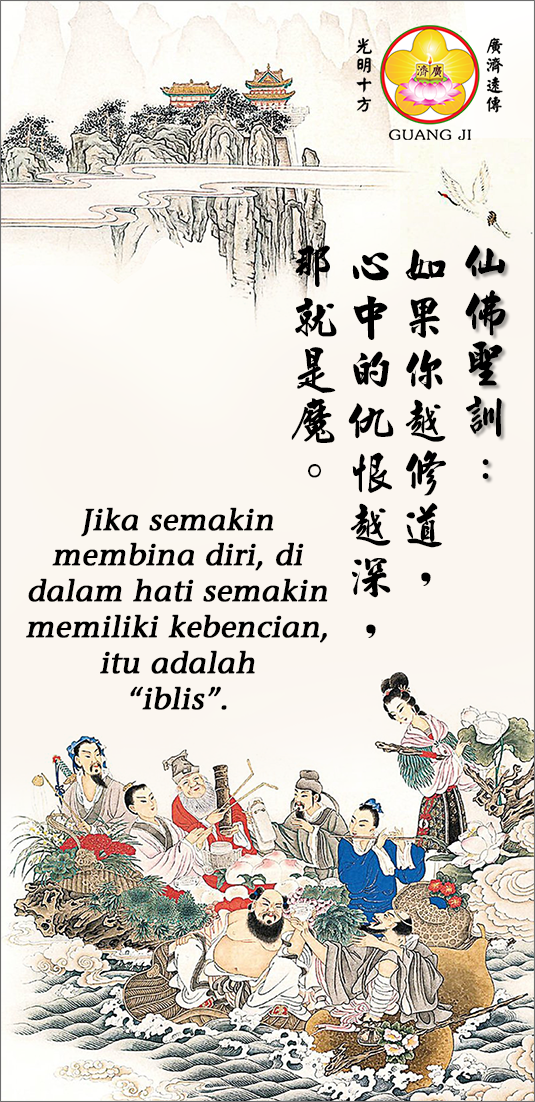 光明十方
廣濟遠傳
廣濟
GUANG JI
仙佛聖訓：
如果你越修道，
心中的仇恨越深，
那就是魔。
Jika semakin
membina diri, di
dalam hati semakin
memiliki kebencian,
itu adalah
“iblis”.